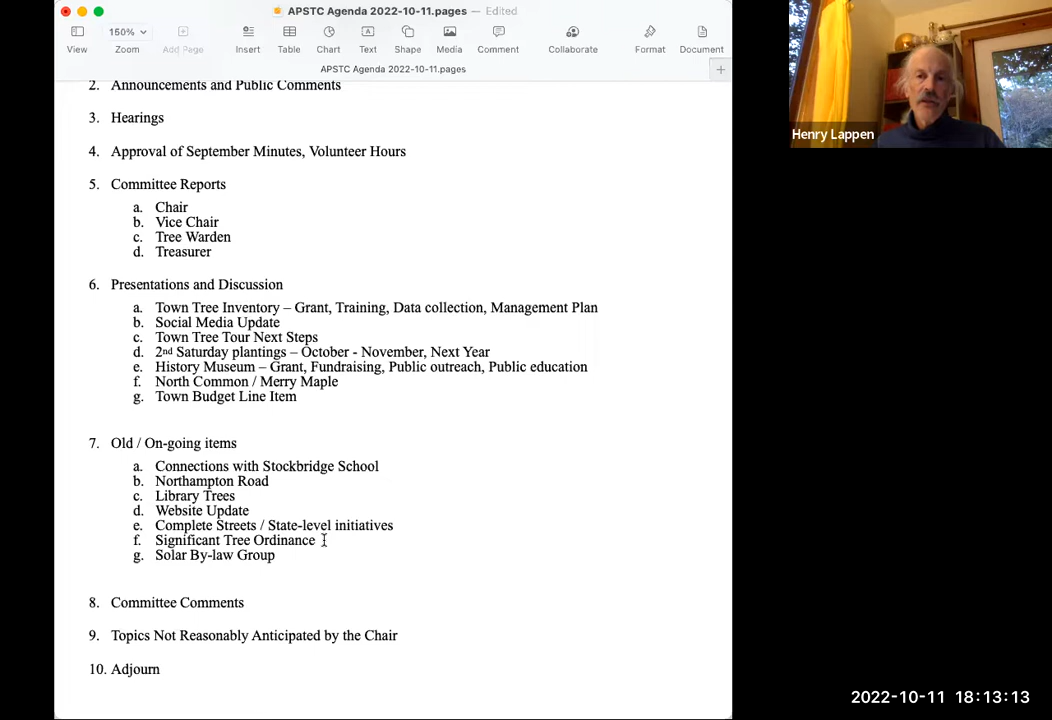 APSTC Agenda 2022-10-11.pages — Edited
150%
View
Zoom
Add Page
Insert
Table
Chart
Text
Shape
Media
Comment
Collaborate
Format
Document
APSTC Agenda 2022-10-11.pages
2. Announcements and Public Comments
3. Hearings
4. Approval of September Minutes, Volunteer Hours
5. Committee Reports
a. Chair
b. Vice Chair
c. Tree Warden
d. Treasurer
6. Presentations and Discussion
a. Town Tree Inventory – Grant, Training, Data collection, Management Plan
b. Social Media Update
c. Town Tree Tour Next Steps
d. 2nd Saturday plantings – October - November, Next Year
e. History Museum – Grant, Fundraising, Public outreach, Public education
f. North Common / Merry Maple
g. Town Budget Line Item
7. Old / On-going items
a. Connections with Stockbridge School
b. Northampton Road
c. Library Trees
d. Website Update
e. Complete Streets / State-level initiatives
f. Significant Tree Ordinance
g. Solar By-law Group
8. Committee Comments
9. Topics Not Reasonably Anticipated by the Chair
10. Adjourn
Henry Lappen
2022-10-11 18:13:13